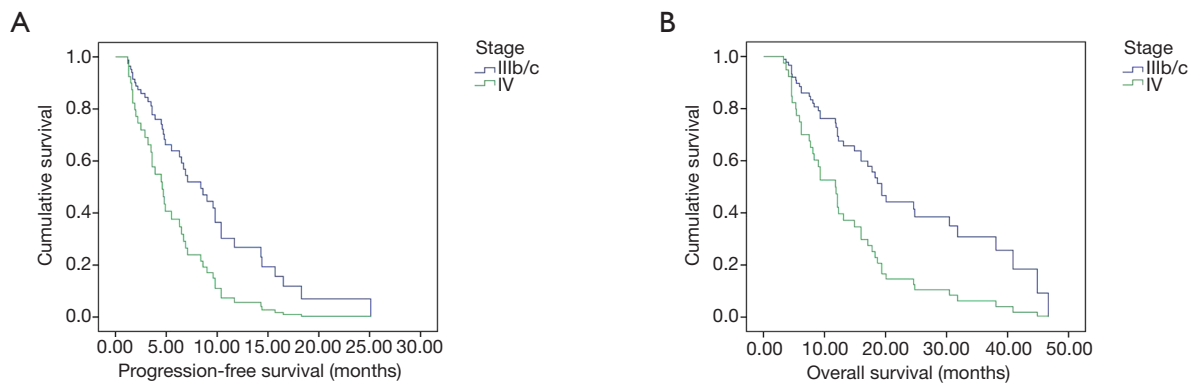 A
Stage
IIIb/c
IV
1.0
0.8
0.6
0.4
0.2
0.0
Cumulative survival
0.00 5.00 10.00 15.00 20.00 25.00 30.00
Progression-free survival (months)
B
Stage
IIIb/c
IV
1.0
0.8
0.6
0.4
0.2
0.0
Cumulative survival
0.00 10.00 20.00 30.00 40.00 50.00
Overall survival (months)